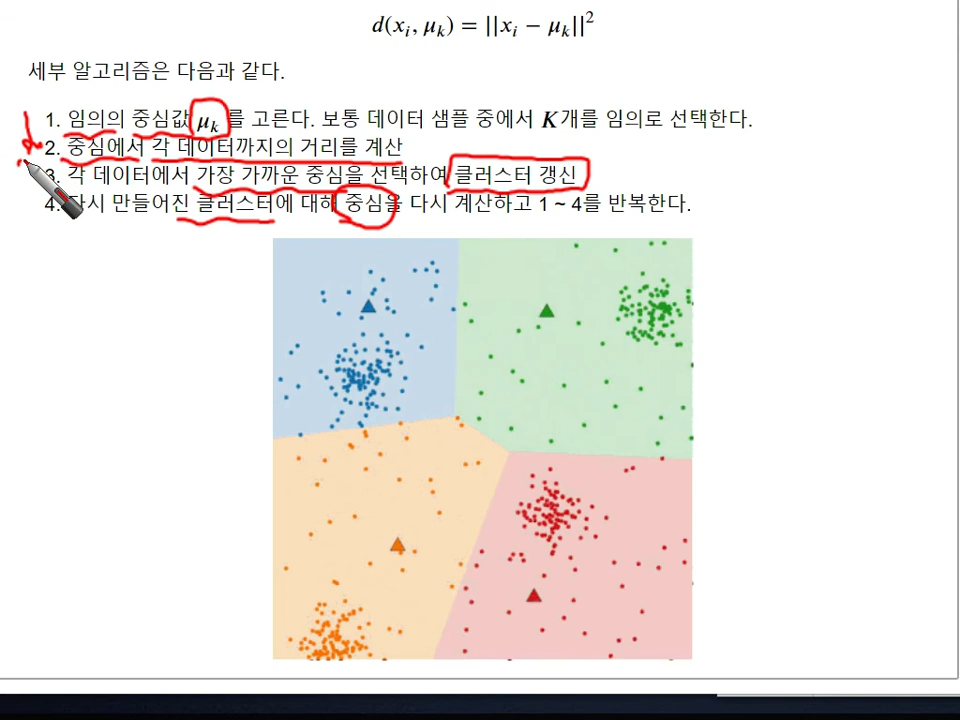 d(x_i, μ_k) = ||x_i − μ_k||²
세부 알고리즘은 다음과 같다.
1. 임의의 중심값 μ_k 를 고른다. 보통 데이터 샘플 중에서 K개를 임의로 선택한다.
2. 중심에서 각 데이터까지의 거리를 계산
3. 각 데이터에서 가장 가까운 중심을 선택하여 클러스터 갱신
4. 다시 만들어진 클러스터에 대해 중심을 다시 계산하고 1 ~ 4를 반복한다.